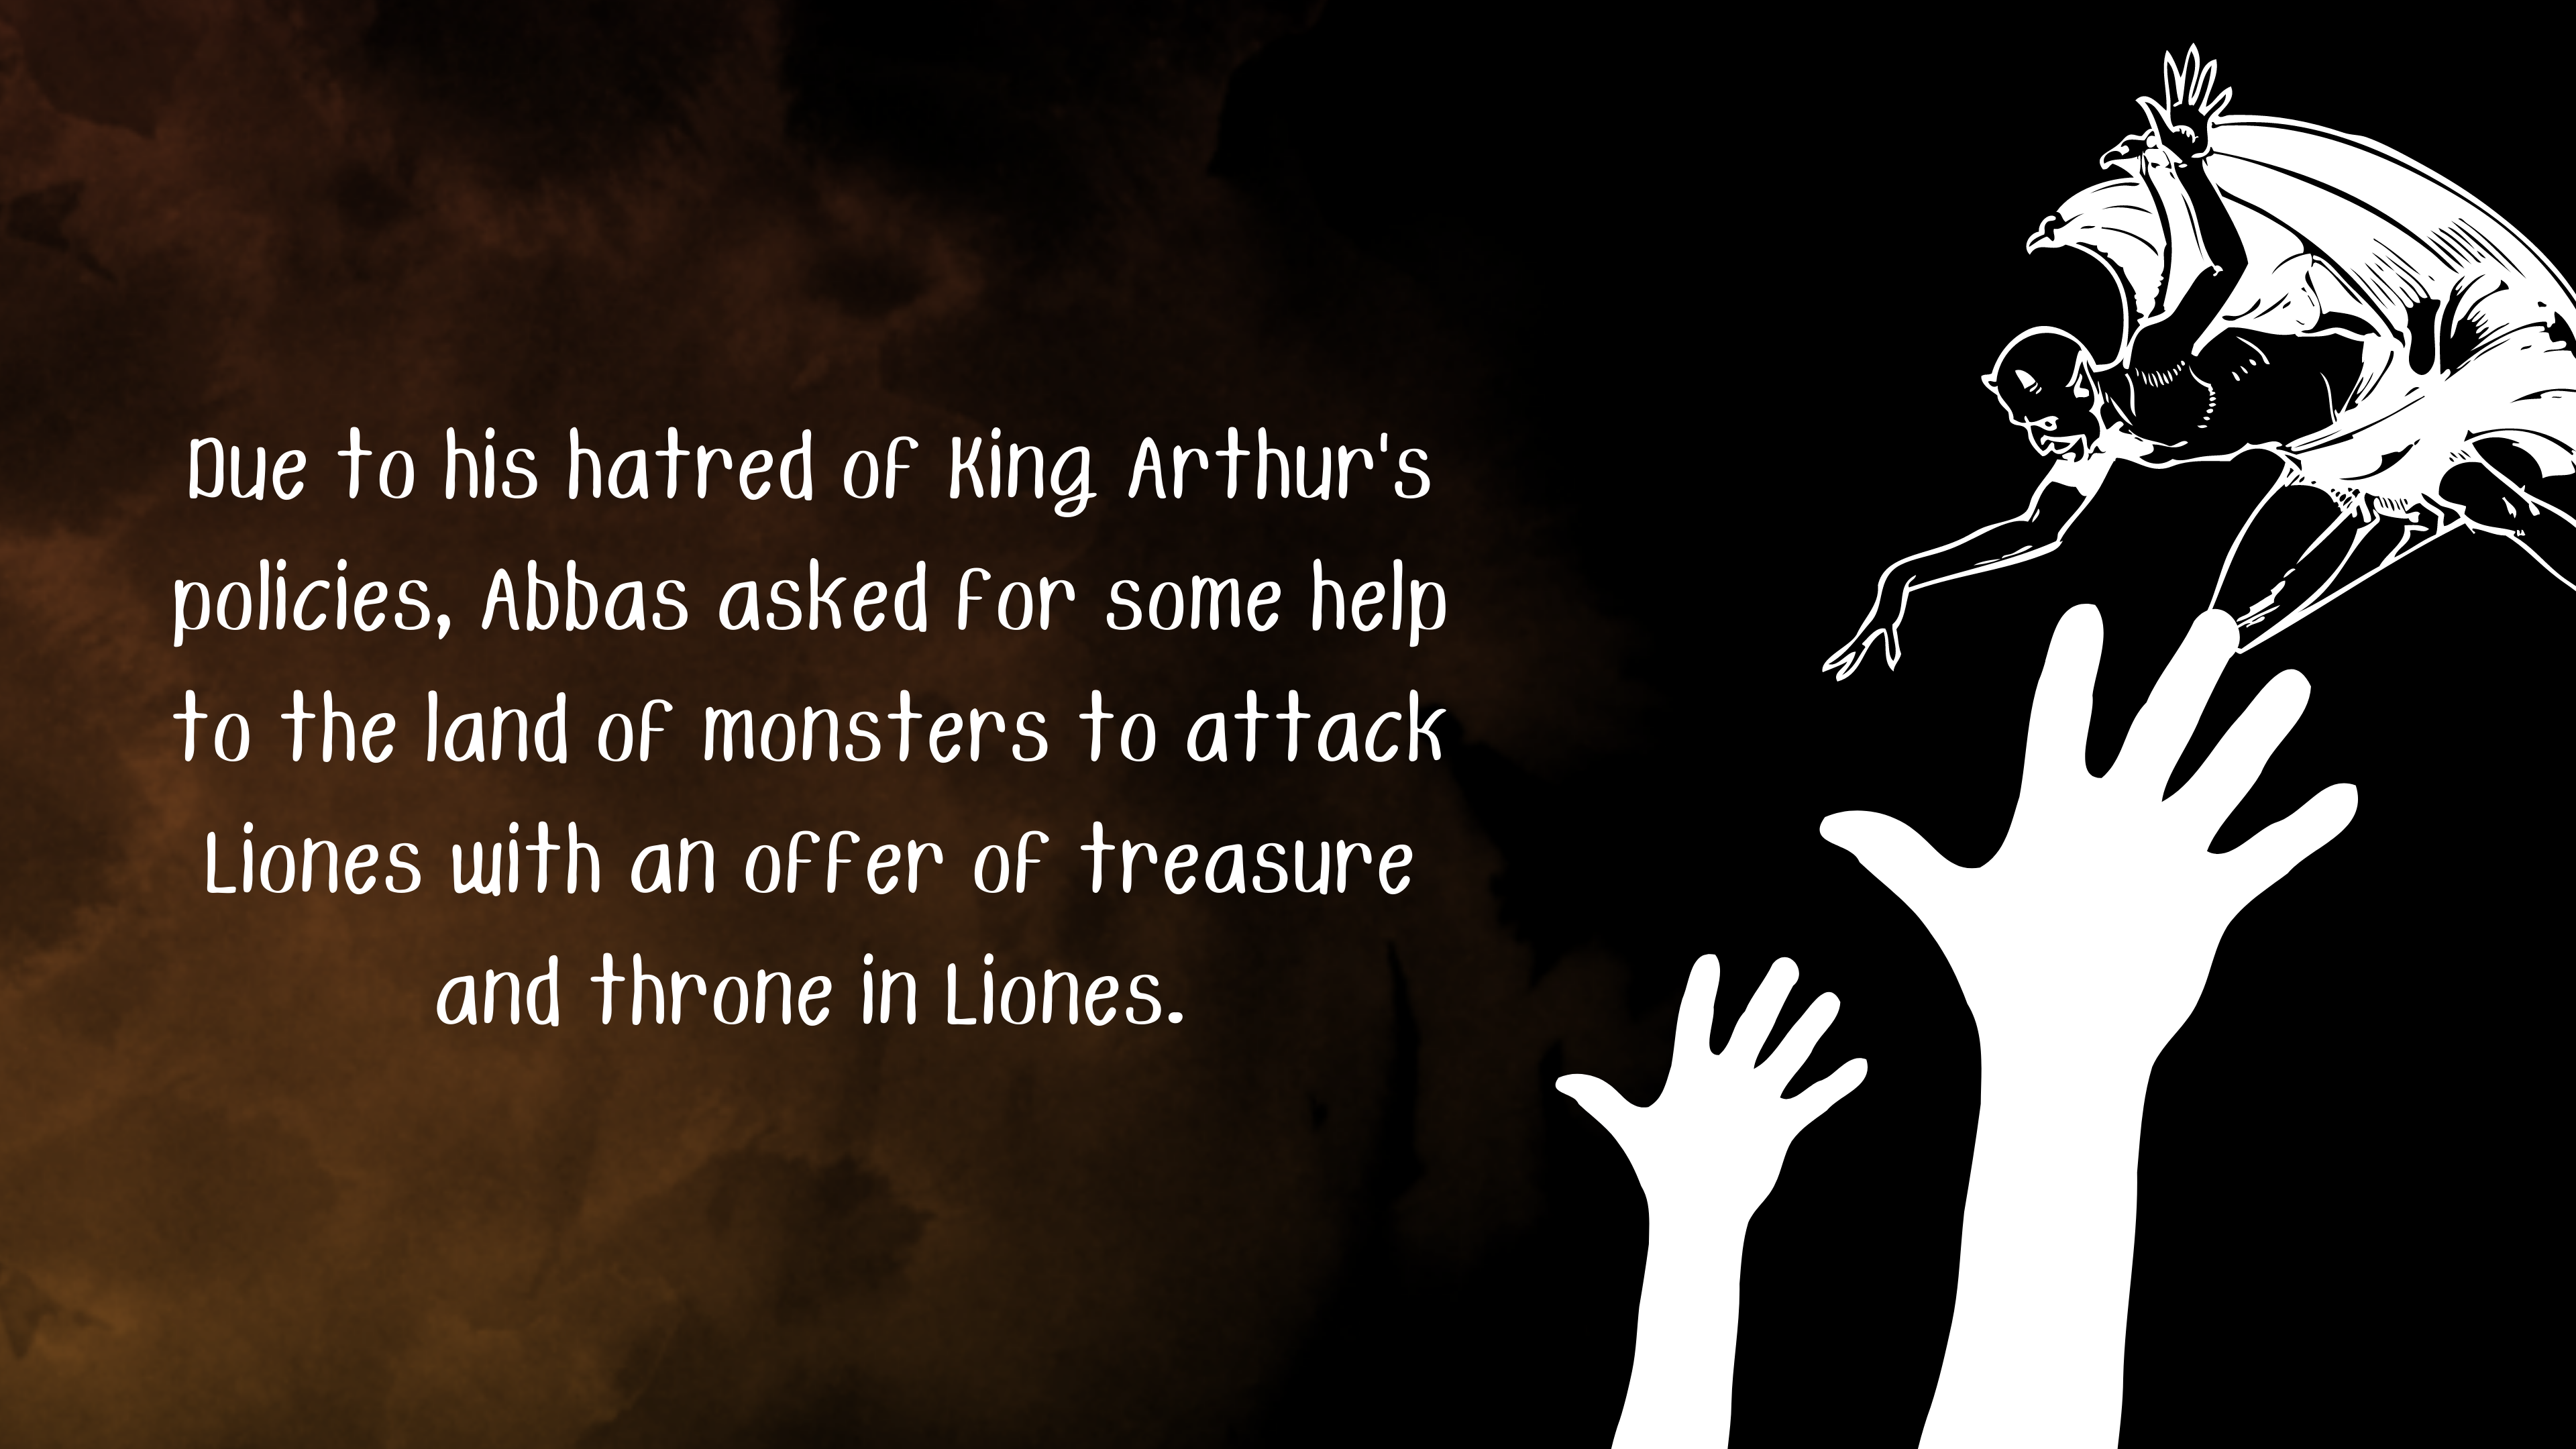 Due to his hatred of King Arthur's
policies, Abbas asked for some help
to the land of monsters to attack
Liones with an offer of treasure
and throne in Liones.